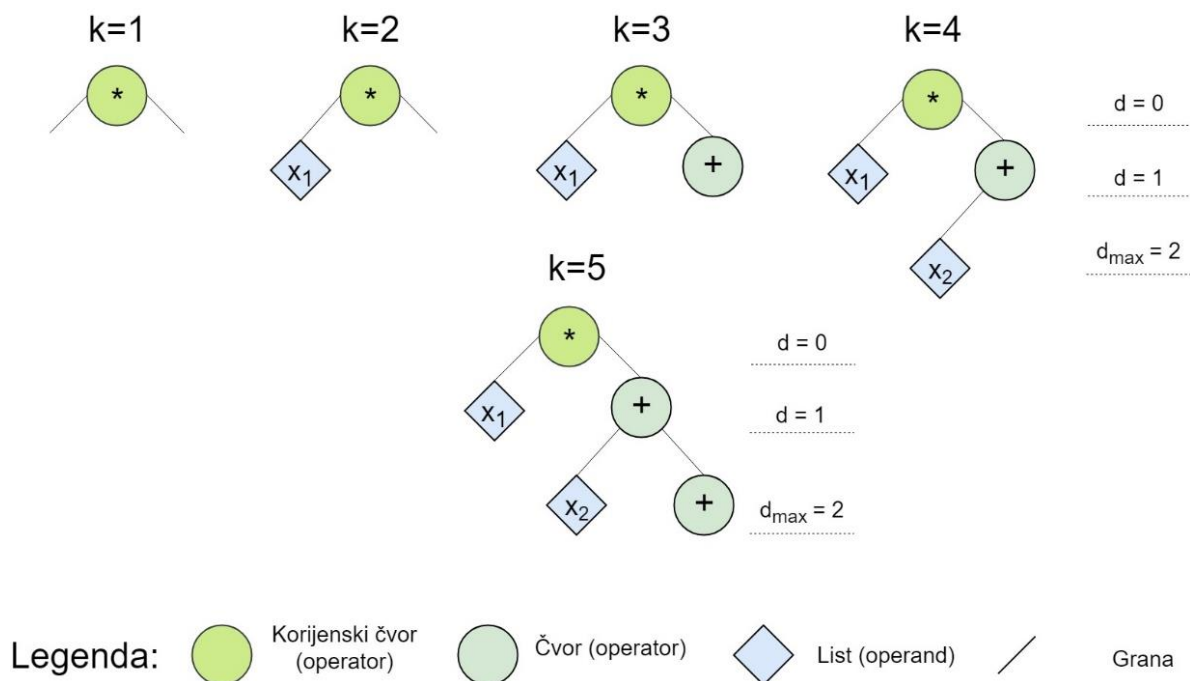 k=1 k=2 k=3 k=4
* * * * d = 0
x1 x1 + x1 + d = 1
x2 dmax = 2
k=5
* d = 0
x1 + d = 1
x2 + dmax = 2
Legenda: Korijenski čvor (operator) Čvor (operator) List (operand) Grana